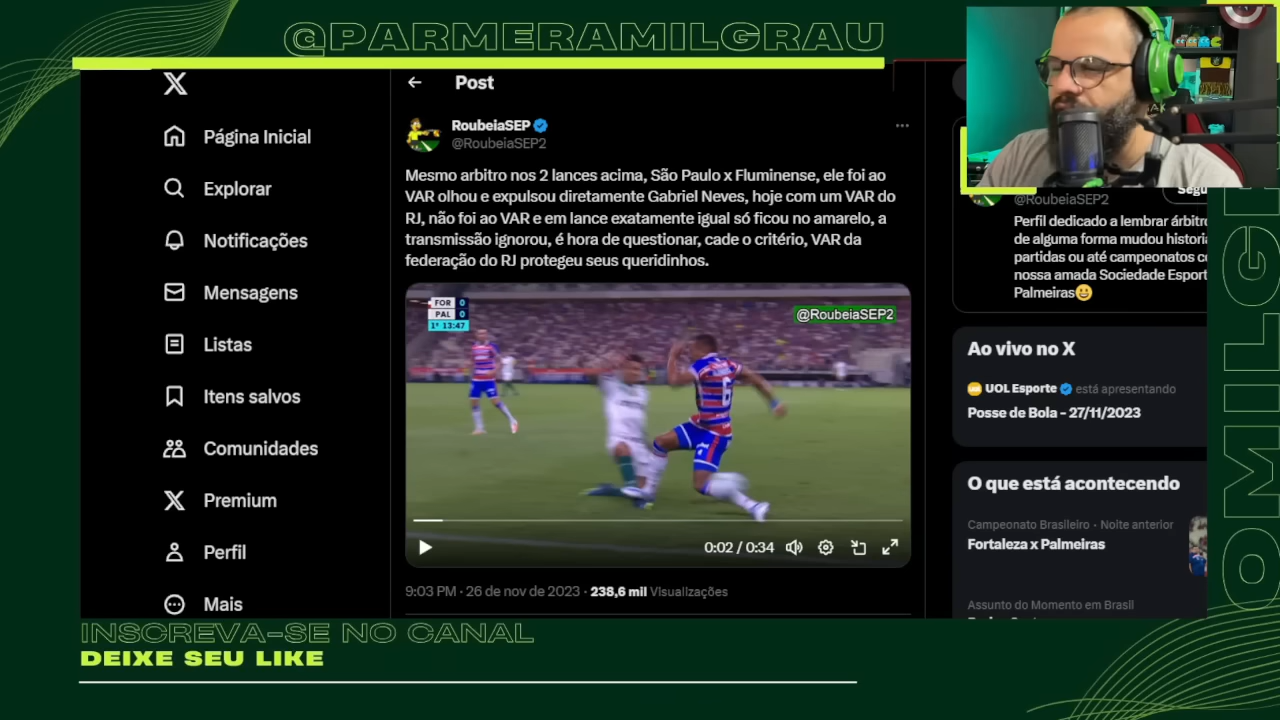 @PARMERAMILGRAU
Post
Página Inicial
Explorar
Notificações
Mensagens
Listas
Itens salvos
Comunidades
Premium
Perfil
Mais
RoubeiaSEP
@RoubeiaSEP2
Mesmo arbitro nos 2 lances acima, São Paulo x Fluminense, ele foi ao
VAR olhou e expulsou diretamente Gabriel Neves, hoje com um VAR do
RJ, não foi ao VAR e em lance exatamente igual só ficou no amarelo, a
transmissão ignorou, é hora de questionar, cade o critério, VAR da
federação do RJ protegeu seus queridinhos.
FOR 0
PAL 0
1º 13:47
@RoubeiaSEP2
6
0:02 / 0:34
9:03 PM · 26 de nov de 2023 · 238,6 mil Visualizações
Segu
@RoubeiaSEP2
Perfil dedicado a lembrar árbitro
de alguma forma mudou historia
partidas ou até campeonatos co
nossa amada Sociedade Esport
Palmeiras
Ao vivo no X
UOL Esporte está apresentando
Posse de Bola - 27/11/2023
O que está acontecendo
Campeonato Brasileiro · Noite anterior
Fortaleza x Palmeiras
Assunto do Momento em Brasil
INSCREVA-SE NO CANAL
DEIXE SEU LIKE
OMILG